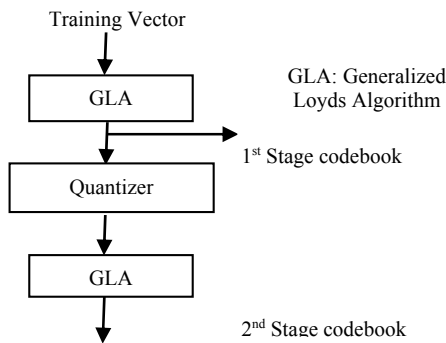 Training Vector
GLA
GLA: Generalized
Loyds Algorithm
1st Stage codebook
Quantizer
GLA
2nd Stage codebook